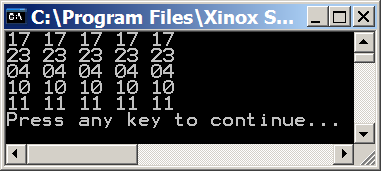 C:\Program Files\Xinox S...
17 17 17 17 17
23 23 23 23 23
04 04 04 04 04
10 10 10 10 10
11 11 11 11 11
Press any key to continue...